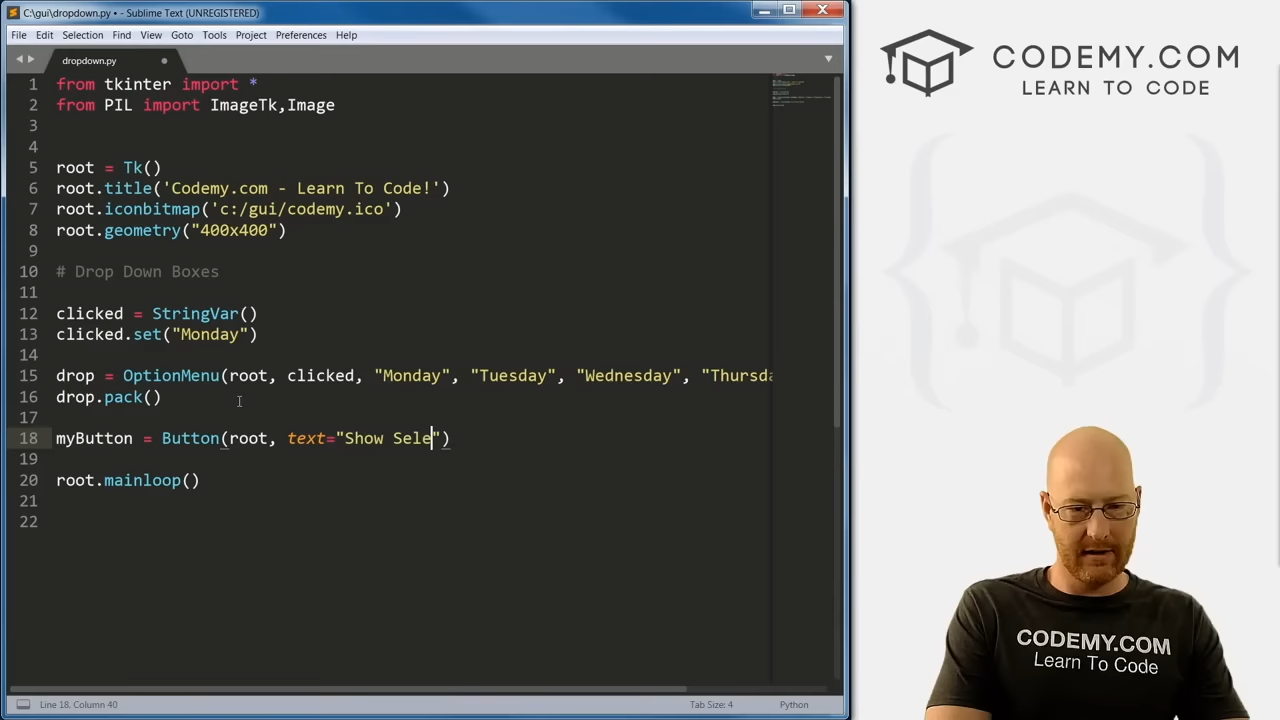 C:\gui\dropdown.py • - Sublime Text (UNREGISTERED)
File Edit Selection Find View Goto Tools Project Preferences Help
dropdown.py
1 from tkinter import *
2 from PIL import ImageTk,Image
3
4
5 root = Tk()
6 root.title('Codemy.com - Learn To Code!')
7 root.iconbitmap('c:/gui/codemy.ico')
8 root.geometry("400x400")
9
10 # Drop Down Boxes
11
12 clicked = StringVar()
13 clicked.set("Monday")
14
15 drop = OptionMenu(root, clicked, "Monday", "Tuesday", "Wednesday", "Thursda
16 drop.pack()
17
18 myButton = Button(root, text="Show Sele")
19
20 root.mainloop()
21
22
Line 18, Column 40
Tab Size: 4
Python
CODEMY.COM
LEARN TO CODE
CODEMY.COM
Learn To Code